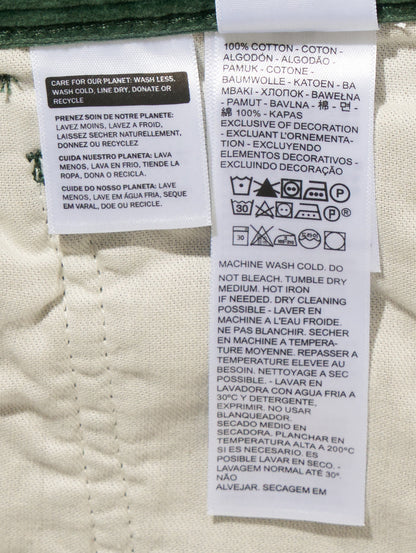 CARE FOR OUR PLANET: WASH LESS,
WASH COLD, LINE DRY, DONATE OR
RECYCLE
PRENEZ SOIN DE NOTRE PLANETE:
LAVEZ MOINS, LAVEZ A FROID,
LAISSEZ SECHER NATURELLEMENT,
DONNEZ OU RECYCLEZ
CUIDA NUESTRO PLANETA: LAVA
MENOS, LAVA EN FRIO, TIENDE LA
ROPA, DONA O RECICLA.
CUIDE DO NOSSO PLANETA: LAVE
MENOS, LAVE EM ÁGUA FRIA, SEQUE
EM VARAL, DOE OU RECICLE.
100% COTTON - COTON -
ALGODÓN - ALGODÃO -
PAMUK - COTONE -
BAUMWOLLE - KATOEN - BA
MBAKI - ХЛОПОК - BAWEŁNA
- PAMUT - BAVLNA - 棉 - 면 -
綿 100% - KAPAS
EXCLUSIVE OF DECORATION
- EXCLUANT L'ORNEMENTA-
TION - EXCLUYENDO
ELEMENTOS DECORATIVOS -
EXCLUINDO DECORAÇÃO
30
MACHINE WASH COLD. DO
NOT BLEACH. TUMBLE DRY
MEDIUM. HOT IRON
IF NEEDED. DRY CLEANING
POSSIBLE - LAVER EN
MACHINE A L'EAU FROIDE.
NE PAS BLANCHIR. SECHER
MACHINE A TEMPERA-
TURE MOYENNE. REPASSER A
TEMPERATURE ELEVEE AU
BESOIN. NETTOYAGE A SEC
POSSIBLE. - LAVAR EN
LAVADORA CON AGUA FRIA A
30ºC Y DETERGENTE,
EXPRIMIR. NO USAR
BLANQUEADOR.
SECADO MEDIO EN
SECADORA. PLANCHAR EN
TEMPERATURA ALTA A 200°C
SI ES NECESARIO. ES
POSIBLE LAVAR EN SECO. -
LAVAGEM NORMAL ATÉ 30°.
NÃO
ALVEJAR. SECAGEM EM